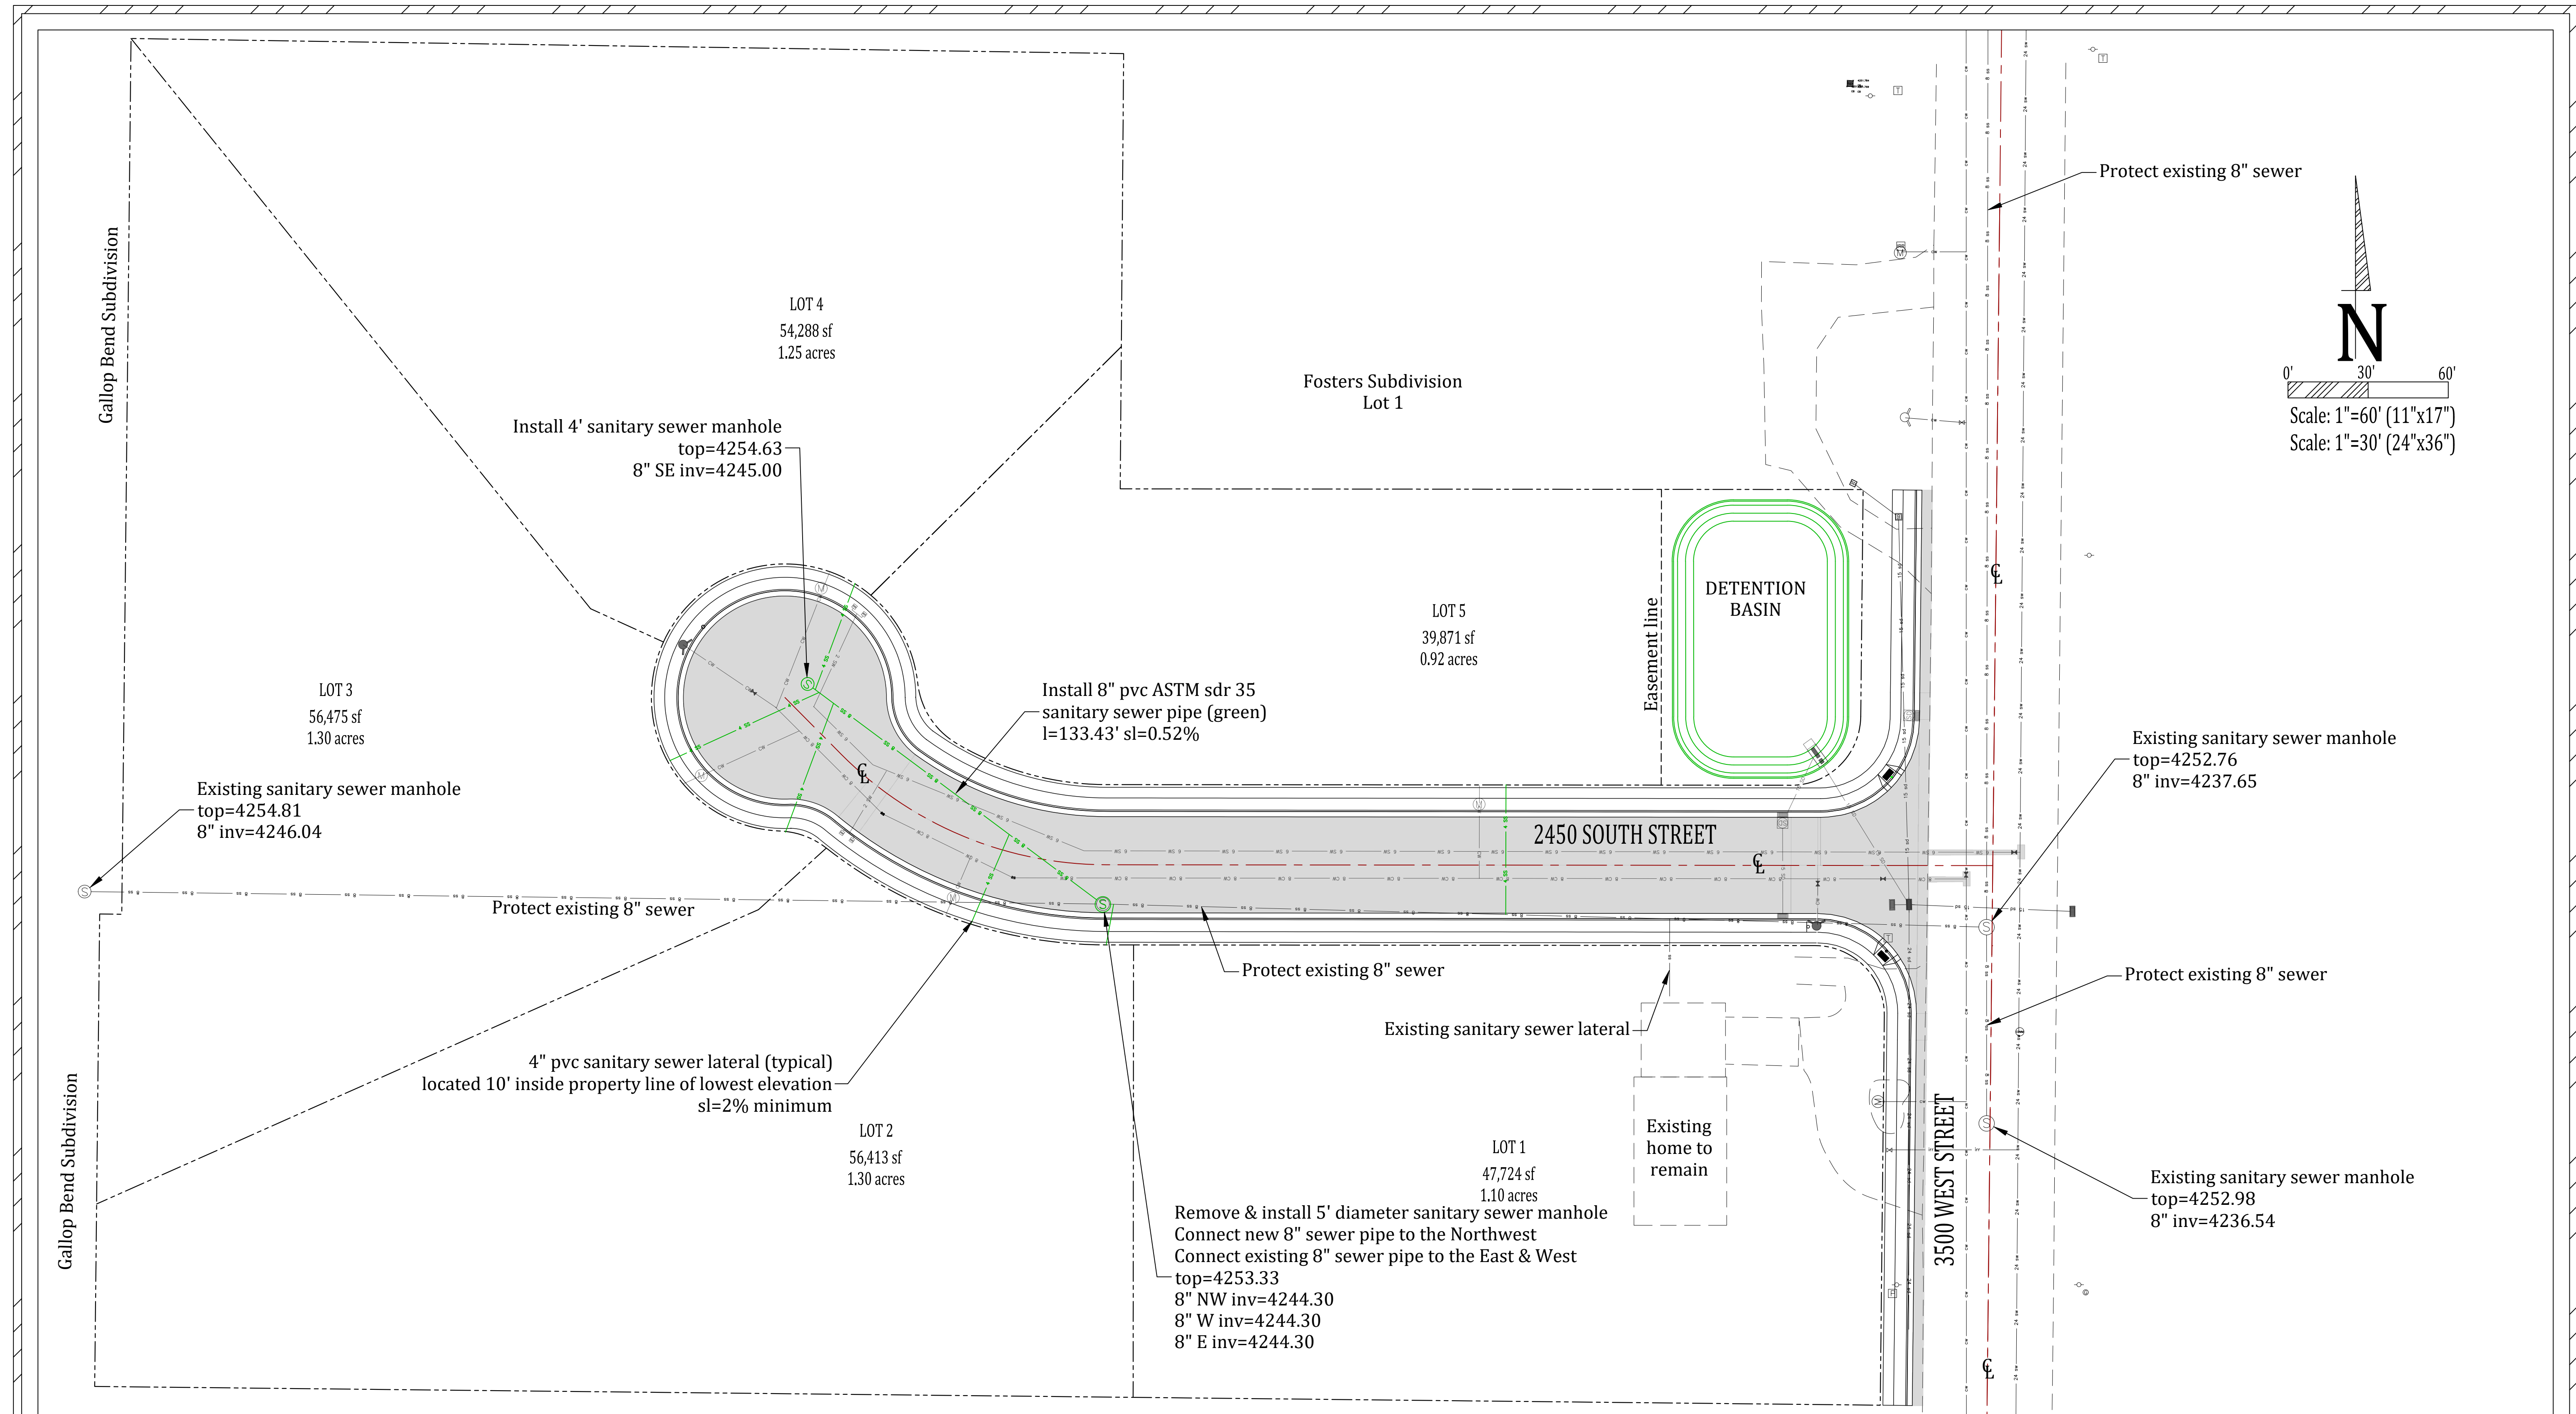 Protect existing 8" sewer
N
0' 30' 60'
Scale: 1"=60' (11"x17")
Scale: 1"=30' (24"x36")
Gallop Bend Subdivision
LOT 4
54,288 sf
1.25 acres
Fosters Subdivision
Lot 1
Install 4' sanitary sewer manhole
top=4254.63
8" SE inv=4245.00
DETENTION
BASIN
Easement line
LOT 5
39,871 sf
0.92 acres
LOT 3
56,475 sf
1.30 acres
Install 8" pvc ASTM sdr 35
sanitary sewer pipe (green)
l=133.43' sl=0.52%
Existing sanitary sewer manhole
top=4252.76
8" inv=4237.65
Existing sanitary sewer manhole
top=4254.81
8" inv=4246.04
2450 SOUTH STREET
Protect existing 8" sewer
Protect existing 8" sewer
Protect existing 8" sewer
Existing sanitary sewer lateral
4" pvc sanitary sewer lateral (typical)
located 10' inside property line of lowest elevation
sl=2% minimum
Gallop Bend Subdivision
LOT 2
56,413 sf
1.30 acres
LOT 1
47,724 sf
1.10 acres
Existing
home to
remain
3500 WEST STREET
Existing sanitary sewer manhole
top=4252.98
8" inv=4236.54
Remove & install 5' diameter sanitary sewer manhole
Connect new 8" sewer pipe to the Northwest
Connect existing 8" sewer pipe to the East & West
top=4253.33
8" NW inv=4244.30
8" W inv=4244.30
8" E inv=4244.30